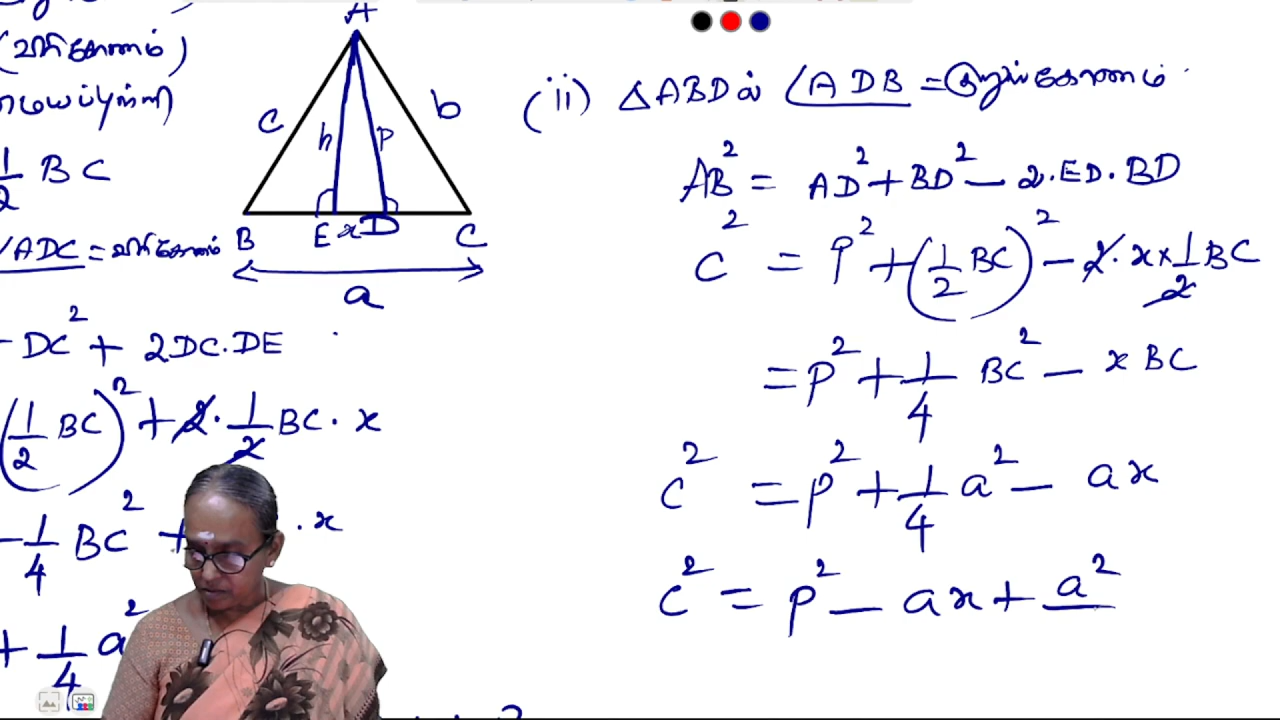 (விரிகோணம்)
1/2 BC
∠ADC = விரிகோணம்
DC² + 2DC.DE
(1/2 BC)² + 2. 1/2 BC . x
1/4 BC² + . x
+ 1/4 a²
A
c h p b
B E x D C
a
(ii) ΔABDல் ∠ADB = குறுங்கோணம்
AB² = AD² + BD² – 2.ED.BD
C² = P² + (1/2 BC)² – 2. x × 1/2 BC
= P² + 1/4 BC² – x BC
c² = P² + 1/4 a² – ax
c² = P² – ax + a²